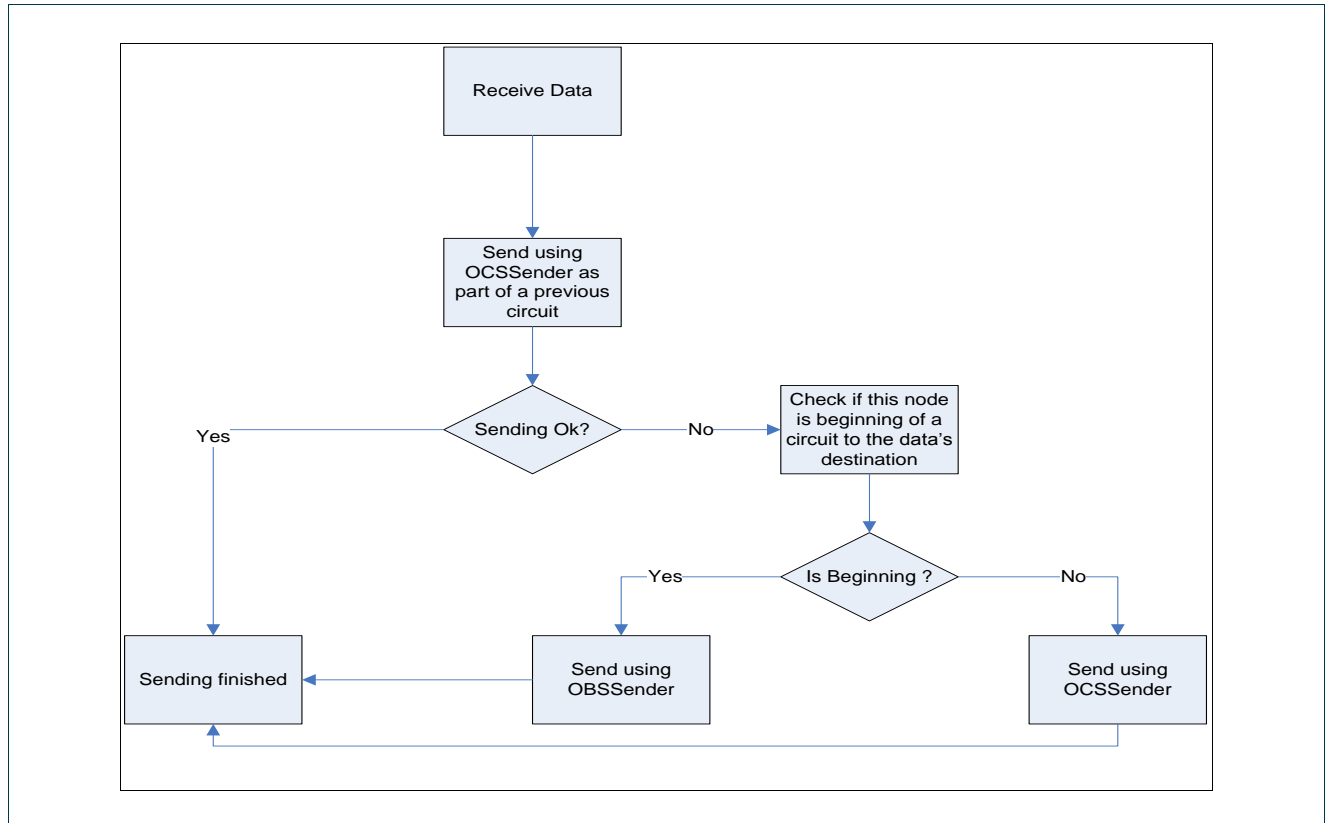 Receive Data
Send using
OCSSender as
part of a previous
circuit
Sending Ok?
Yes
No
Check if this node
is beginning of a
circuit to the data’s
destination
Is Beginning ?
Yes
No
Sending finished
Send using
OBSSender
Send using
OCSSender